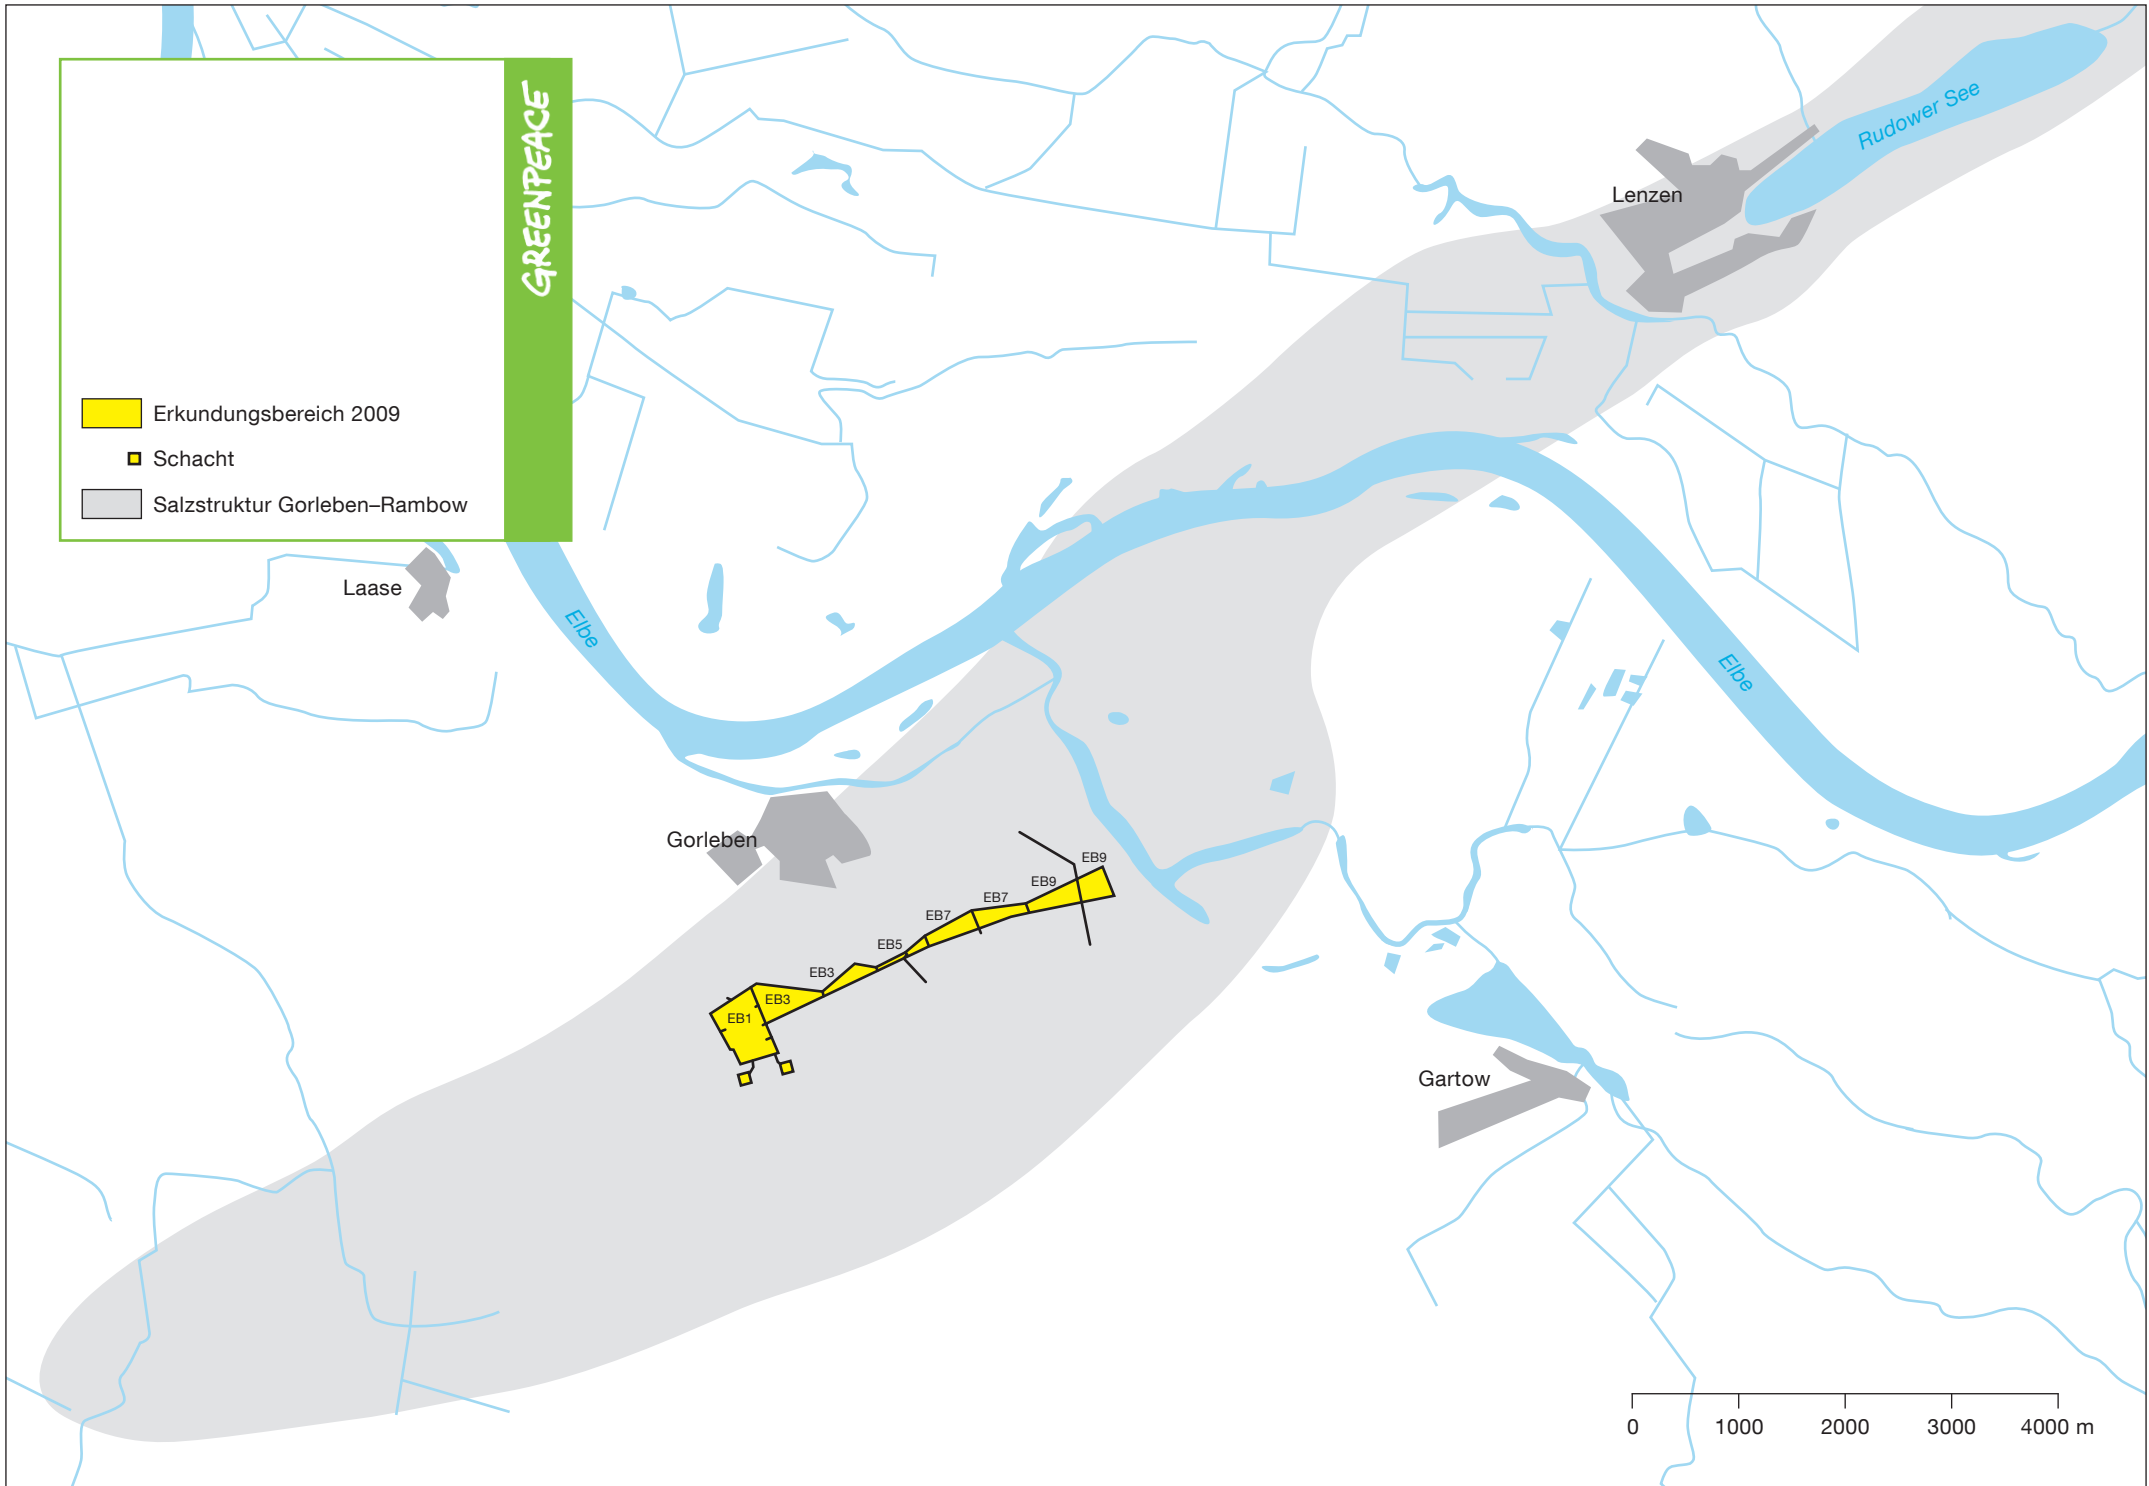 GREENPEACE
Erkundungsbereich 2009
Schacht
Salzstruktur Gorleben–Rambow
Rudower See
Lenzen
Laase
Elbe
Elbe
Gorleben
EB9
EB9
EB7
EB7
EB5
EB3
EB3
EB1
Gartow
0 1000 2000 3000 4000 m